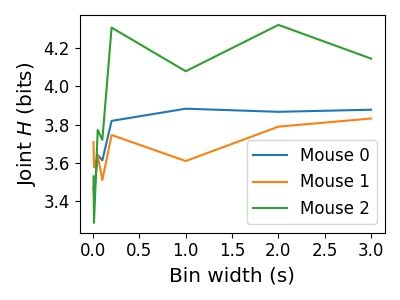 Joint H (bits)
4.2
4.0
3.8
3.6
3.4
Mouse 0
Mouse 1
Mouse 2
0.0 0.5 1.0 1.5 2.0 2.5 3.0
Bin width (s)